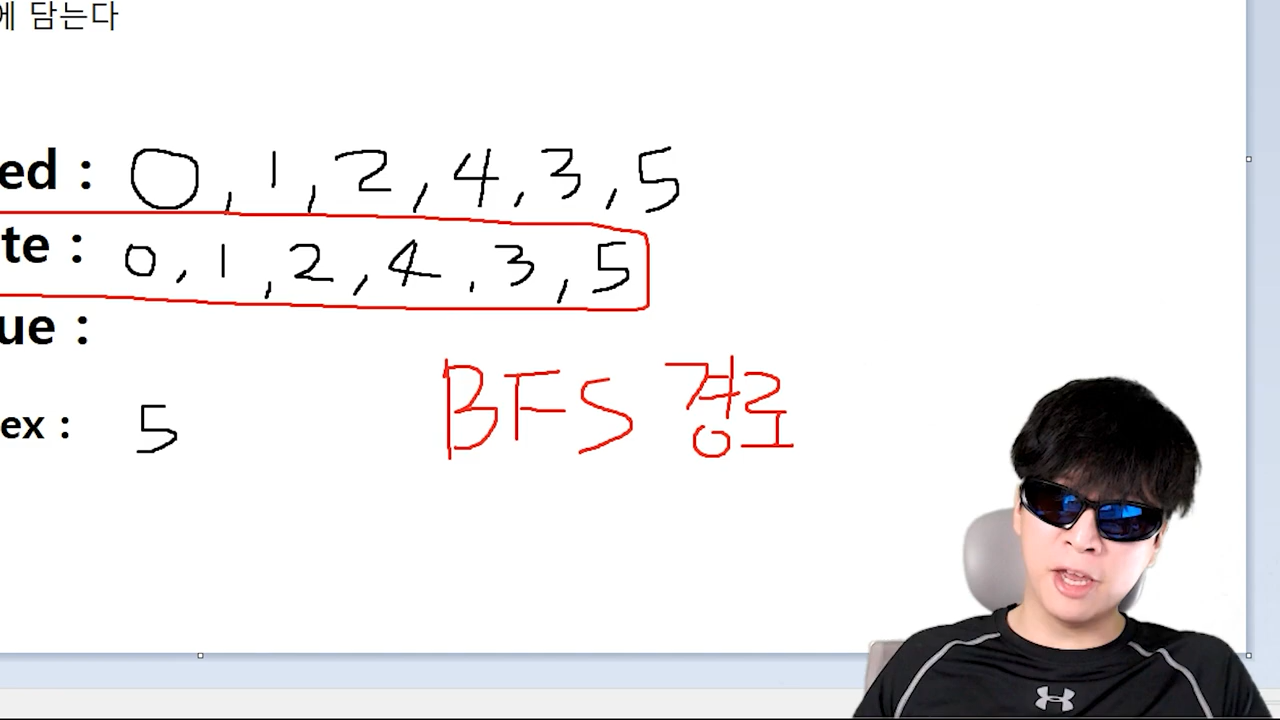 에 담는다
ed : 0, 1, 2, 4, 3, 5
te : 0, 1, 2, 4, 3, 5
ue :
ex : 5
BFS 경로